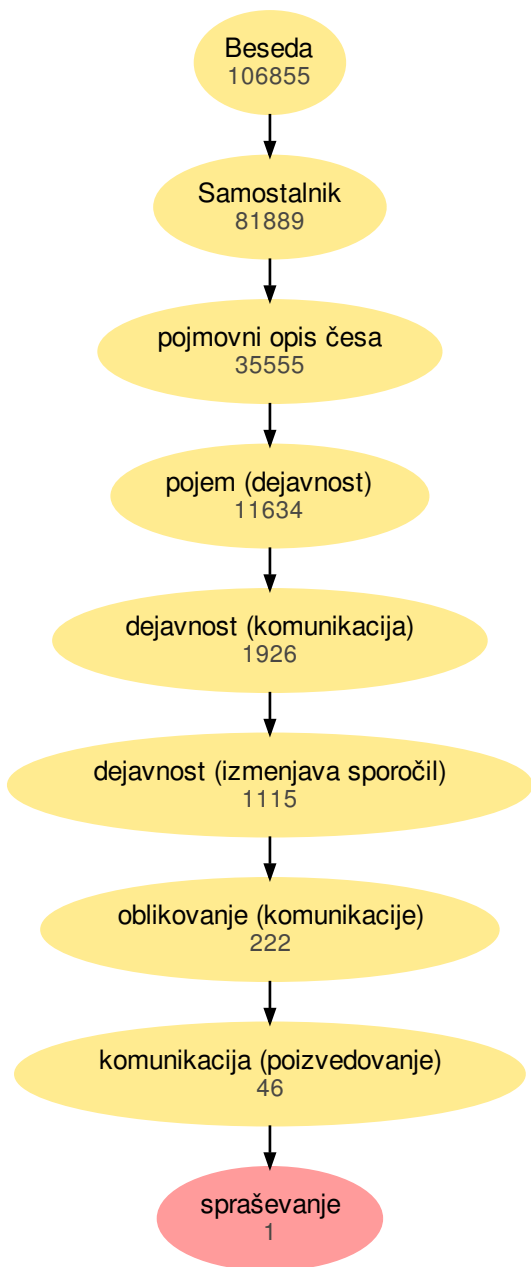 Beseda
106855
Samostalnik
81889
pojmovni opis česa
35555
pojem (dejavnost)
11634
dejavnost (komunikacija)
1926
dejavnost (izmenjava sporočil)
1115
oblikovanje (komunikacije)
222
komunikacija (poizvedovanje)
46
spraševanje
1